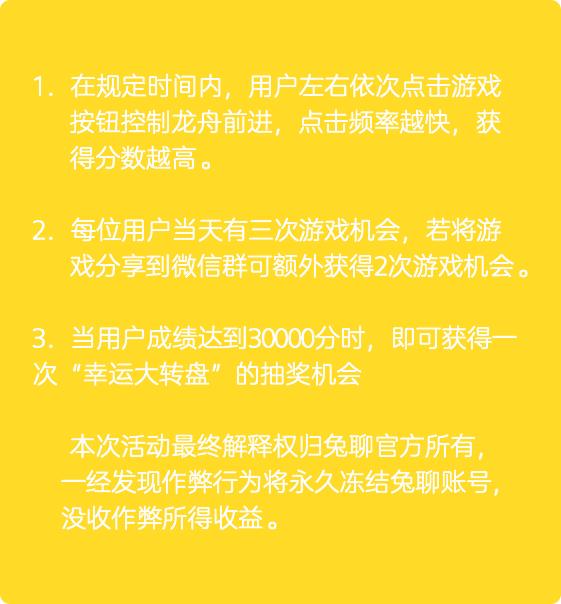 1. 在规定时间内，用户左右依次点击游戏
按钮控制龙舟前进，点击频率越快，获
得分数越高。
2. 每位用户当天有三次游戏机会，若将游
戏分享到微信群可额外获得2次游戏机会。
3. 当用户成绩达到30000分时，即可获得一
次“幸运大转盘”的抽奖机会
本次活动最终解释权归兔聊官方所有，
一经发现作弊行为将永久冻结兔聊账号，
没收作弊所得收益。